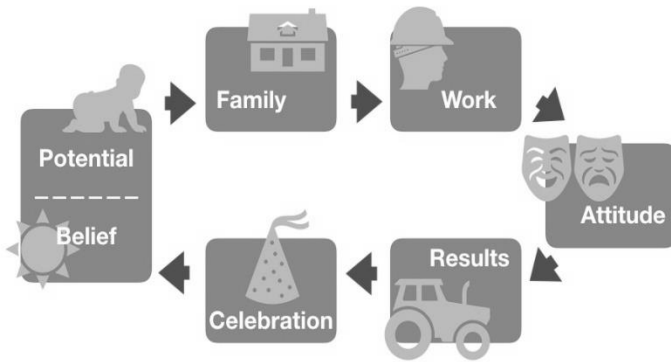 Potential
Belief
Family
Work
Attitude
Results
Celebration